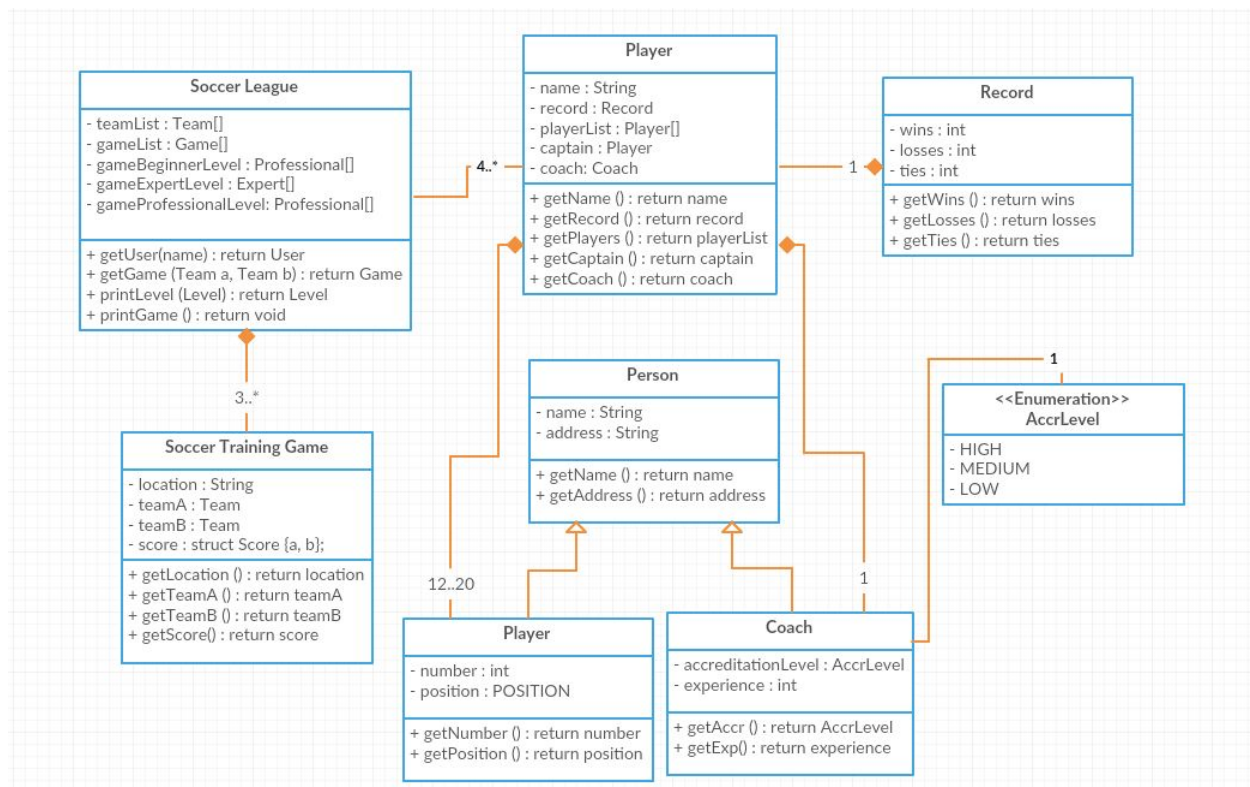 Soccer League
- teamList : Team[]
- gameList : Game[]
- gameBeginnerLevel : Professional[]
- gameExpertLevel : Expert[]
- gameProfessionalLevel: Professional[]
+ getUser(name) : return User
+ getGame (Team a, Team b) : return Game
+ printLevel (Level) : return Level
+ printGame () : return void
4..*
Player
- name : String
- record : Record
- playerList : Player[]
- captain : Player
- coach: Coach
+ getName () : return name
+ getRecord () : return record
+ getPlayers () : return playerList
+ getCaptain () : return captain
+ getCoach () : return coach
1
Record
- wins : int
- losses : int
- ties : int
+ getWins () : return wins
+ getLosses () : return losses
+ getTies () : return ties
3..*
Soccer Training Game
- location : String
- teamA : Team
- teamB : Team
- score : struct Score {a, b};
+ getLocation () : return location
+ getTeamA () : return teamA
+ getTeamB () : return teamB
+ getScore() : return score
Person
- name : String
- address : String
+ getName () : return name
+ getAddress () : return address
1
<<Enumeration>>
AccrLevel
- HIGH
- MEDIUM
- LOW
12..20
1
Player
- number : int
- position : POSITION
+ getNumber () : return number
+ getPosition () : return position
Coach
- accreditationLevel : AccrLevel
- experience : int
+ getAccr () : return AccrLevel
+ getExp() : return experience